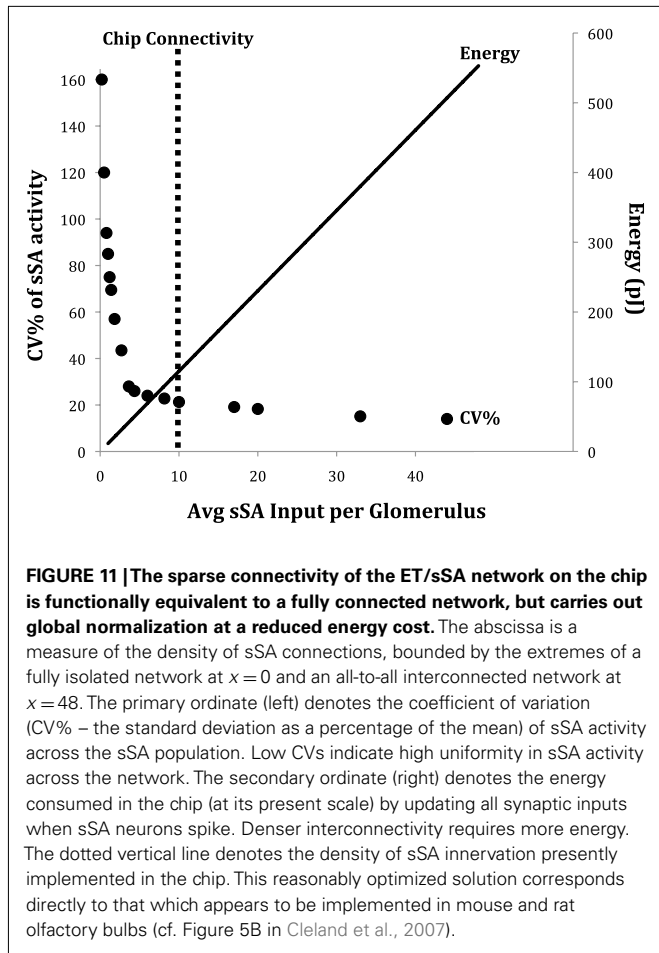 Chip Connectivity
Energy
600
500
400
300
200
100
0
Energy (pJ)
160
140
120
100
80
60
40
20
0
CV% of sSA activity
CV%
0 10 20 30 40
Avg sSA Input per Glomerulus
FIGURE 11 | The sparse connectivity of the ET/sSA network on the chip
is functionally equivalent to a fully connected network, but carries out
global normalization at a reduced energy cost. The abscissa is a
measure of the density of sSA connections, bounded by the extremes of a
fully isolated network at x = 0 and an all-to-all interconnected network at
x = 48. The primary ordinate (left) denotes the coefficient of variation
(CV% – the standard deviation as a percentage of the mean) of sSA activity
across the sSA population. Low CVs indicate high uniformity in sSA activity
across the network. The secondary ordinate (right) denotes the energy
consumed in the chip (at its present scale) by updating all synaptic inputs
when sSA neurons spike. Denser interconnectivity requires more energy.
The dotted vertical line denotes the density of sSA innervation presently
implemented in the chip. This reasonably optimized solution corresponds
directly to that which appears to be implemented in mouse and rat
olfactory bulbs (cf. Figure 5B in Cleland et al., 2007).